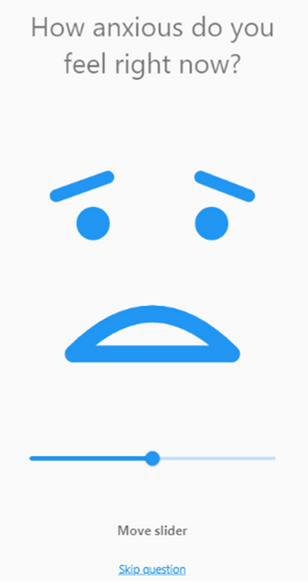 How anxious do you
feel right now?
Move slider
Skip question